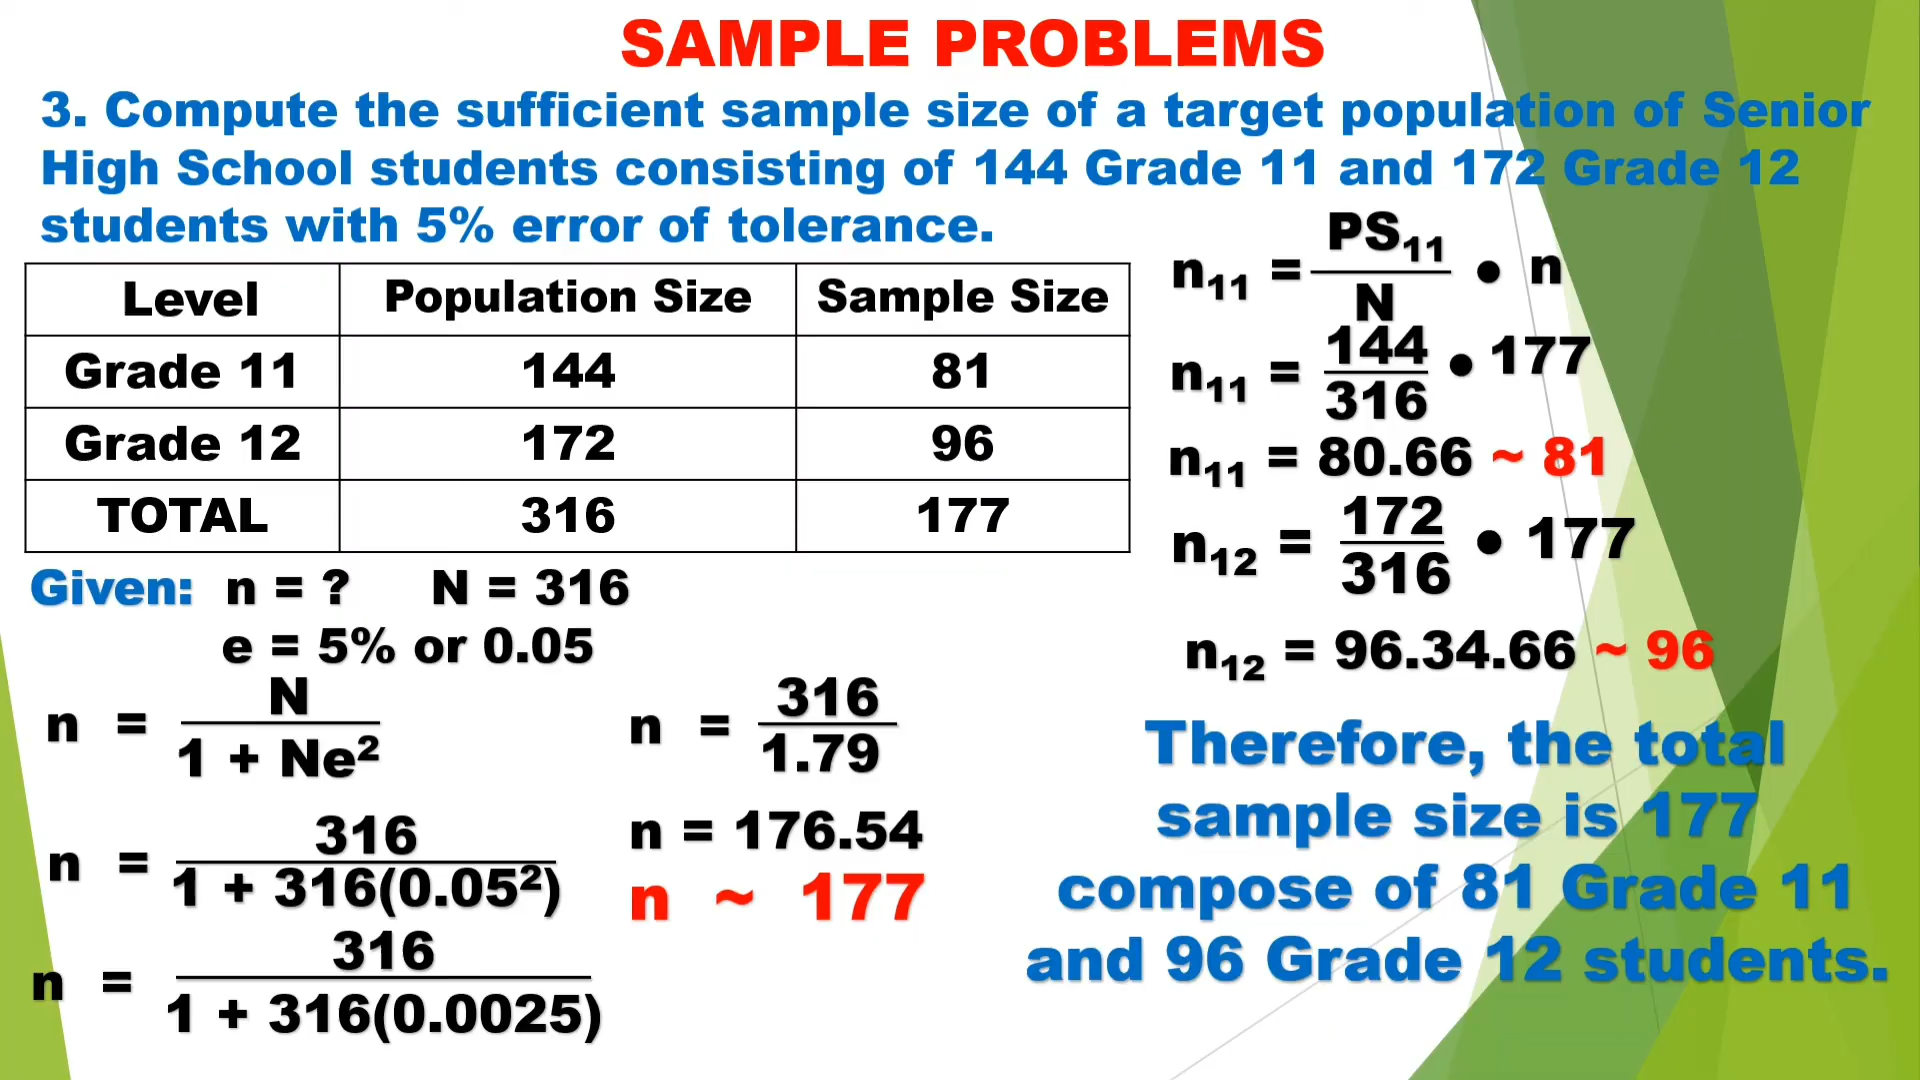 SAMPLE PROBLEMS
3. Compute the sufficient sample size of a target population of Senior
High School students consisting of 144 Grade 11 and 172 Grade 12
students with 5% error of tolerance.
Level Population Size Sample Size
Grade 11 144 81
Grade 12 172 96
TOTAL 316 177
Given: n = ? N = 316
e = 5% or 0.05
N
n =
1 + Ne²
316
n =
1 + 316(0.05²)
316
n =
1 + 316(0.0025)
316
n =
1.79
n = 176.54
n ~ 177
PS₁₁
n₁₁ = • n
N
144
n₁₁ = • 177
316
n₁₁ = 80.66 ~ 81
172
n₁₂ = • 177
316
n₁₂ = 96.34.66 ~ 96
Therefore, the total
sample size is 177
compose of 81 Grade 11
and 96 Grade 12 students.